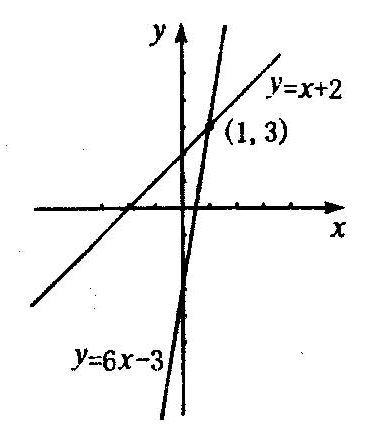 y
y=x+2
(1, 3)
x
y=6x−3